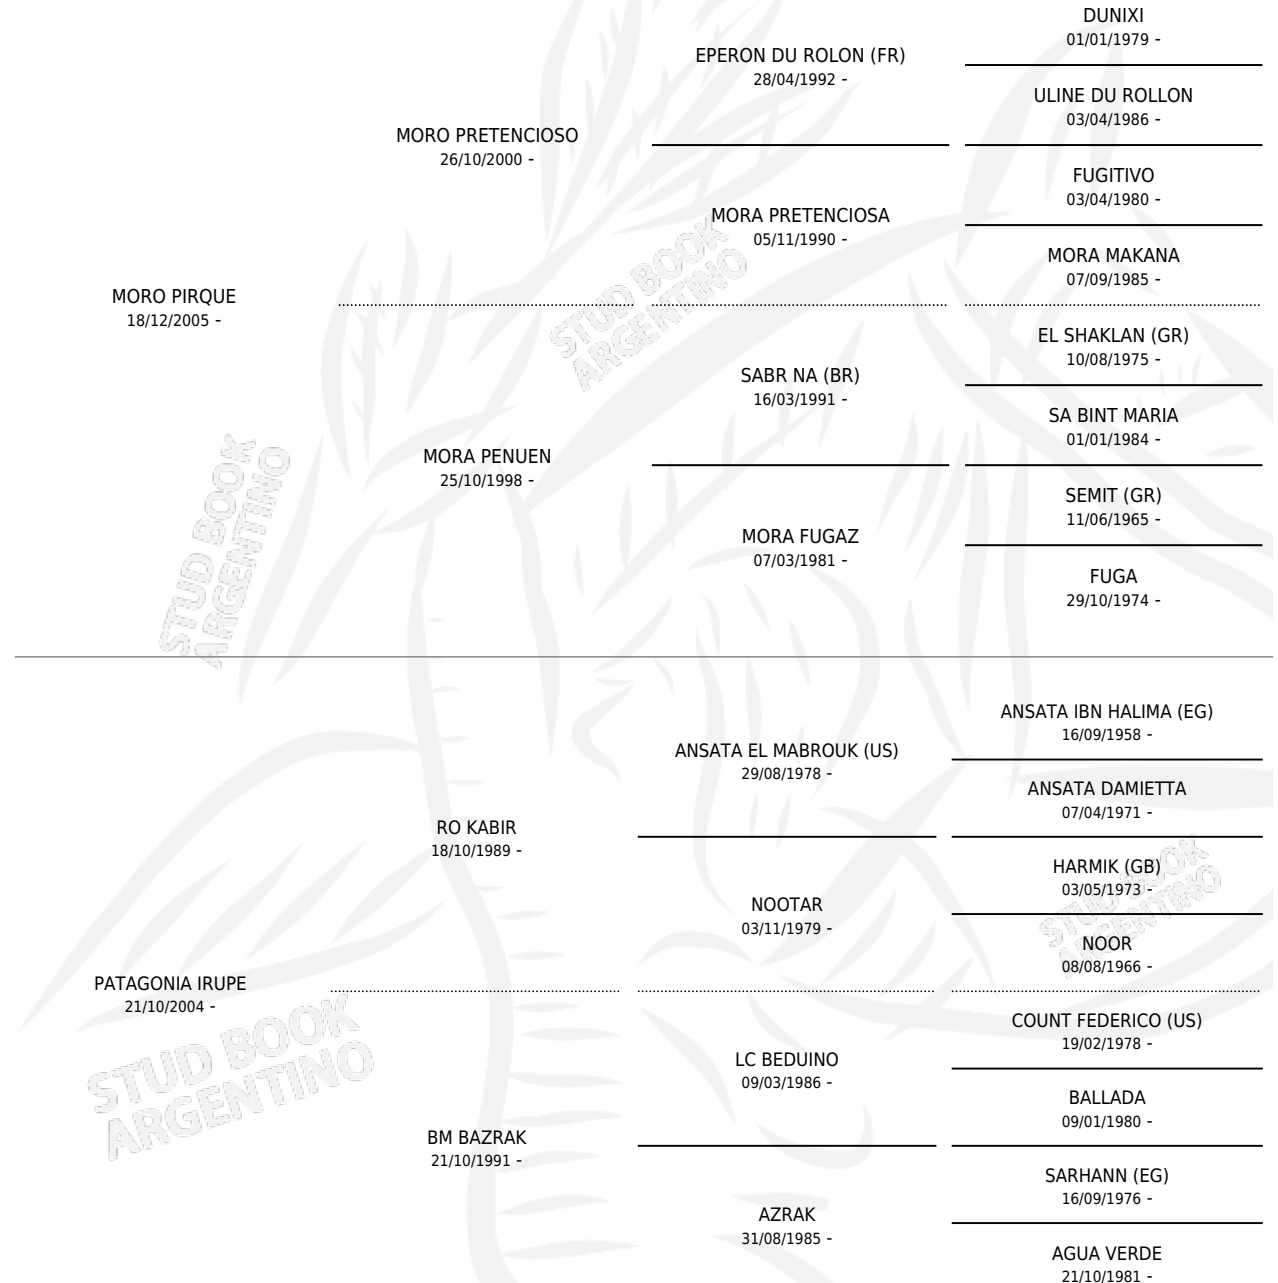 DUNIXI
01/01/1979 -
EPERON DU ROLON (FR)
28/04/1992 -
ULINE DU ROLLON
03/04/1986 -
MORO PRETENCIOSO
26/10/2000 -
FUGITIVO
03/04/1980 -
MORA PRETENCIOSA
05/11/1990 -
MORA MAKANA
07/09/1985 -
MORO PIRQUE
18/12/2005 -
STUD BOOK
ARGENTINO
EL SHAKLAN (GR)
10/08/1975 -
SABR NA (BR)
16/03/1991 -
SA BINT MARIA
01/01/1984 -
MORA PENUEN
25/10/1998 -
SEMIT (GR)
11/06/1965 -
MORA FUGAZ
07/03/1981 -
FUGA
29/10/1974 -
STUD BOOK
ARGENTINO
ANSATA IBN HALIMA (EG)
16/09/1958 -
ANSATA EL MABROUK (US)
29/08/1978 -
ANSATA DAMIETTA
07/04/1971 -
RO KABIR
18/10/1989 -
HARMIK (GB)
03/05/1973 -
NOOTAR
03/11/1979 -
STUD BOOK
ARGENTINO
NOOR
08/08/1966 -
PATAGONIA IRUPE
21/10/2004 -
COUNT FEDERICO (US)
19/02/1978 -
LC BEDUINO
09/03/1986 -
STUD BOOK
ARGENTINO
BALLADA
09/01/1980 -
BM BAZRAK
21/10/1991 -
SARHANN (EG)
16/09/1976 -
AZRAK
31/08/1985 -
AGUA VERDE
21/10/1981 -